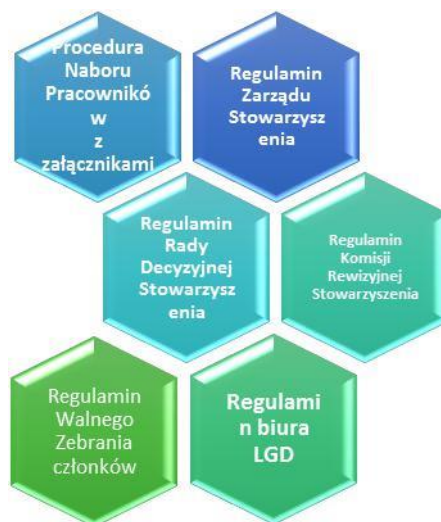 Procedura
Naboru
Pracownikó
w
z
załącznikami
Regulamin
Zarządu
Stowarzysz
enia
Regulamin
Rady
Decyzyjnej
Stowarzysz
enia
Regulamin
Komisji
Rewizyjnej
Stowarzyszenia
Regulamin
Walnego
Zebrania
członków
Regulami
n biura
LGD